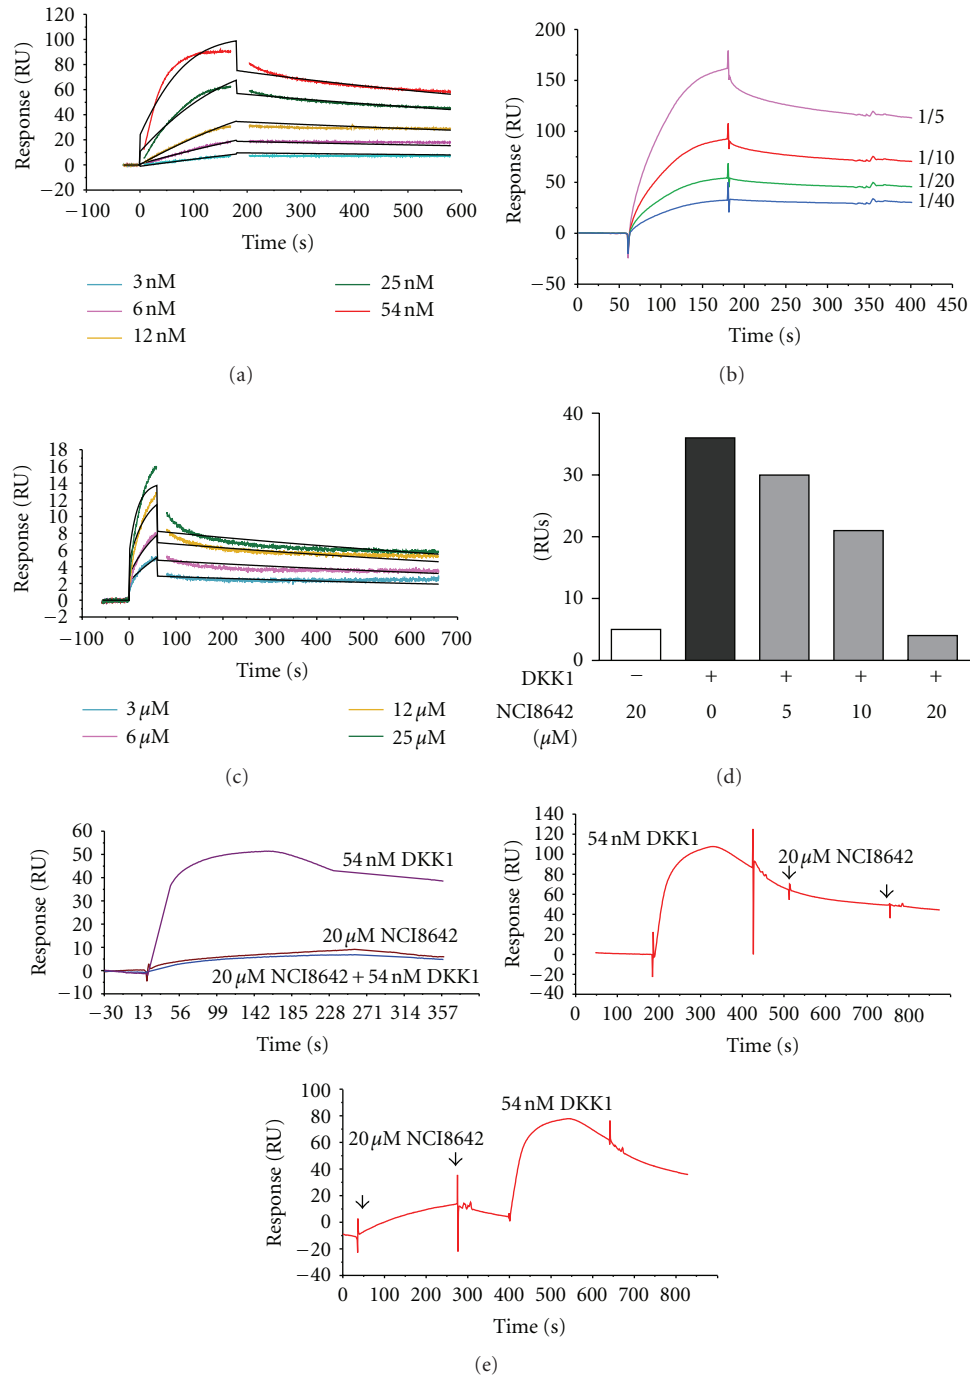 120
100
80
60
40
20
0
−20
Response (RU)
−100 0 100 200 300 400 500 600
Time (s)
3 nM
6 nM
12 nM
25 nM
54 nM
(a)
200
150
100
50
0
−50
Response (RU)
1/5
1/10
1/20
1/40
0 50 100 150 200 250 300 350 400 450
Time (s)
(b)
18
16
14
12
10
8
6
4
2
0
−2
Response (RU)
−100 0 100 200 300 400 500 600 700
Time (s)
3 µM
6 µM
12 µM
25 µM
(c)
40
30
20
10
0
(RUs)
DKK1 − + + + +
NCI8642 20 0 5 10 20
(µM)
(d)
60
50
40
30
20
10
0
−10
Response (RU)
54 nM DKK1
20 µM NCI8642
20 µM NCI8642 + 54 nM DKK1
−30 13 56 99 142 185 228 271 314 357
Time (s)
140
120
100
80
60
40
20
0
−20
−40
Response (RU)
54 nM DKK1
20 µM NCI8642
0 100 200 300 400 500 600 700 800
Time (s)
100
80
60
40
20
0
−20
−40
Response (RU)
54 nM DKK1
20 µM NCI8642
0 100 200 300 400 500 600 700 800
Time (s)
(e)